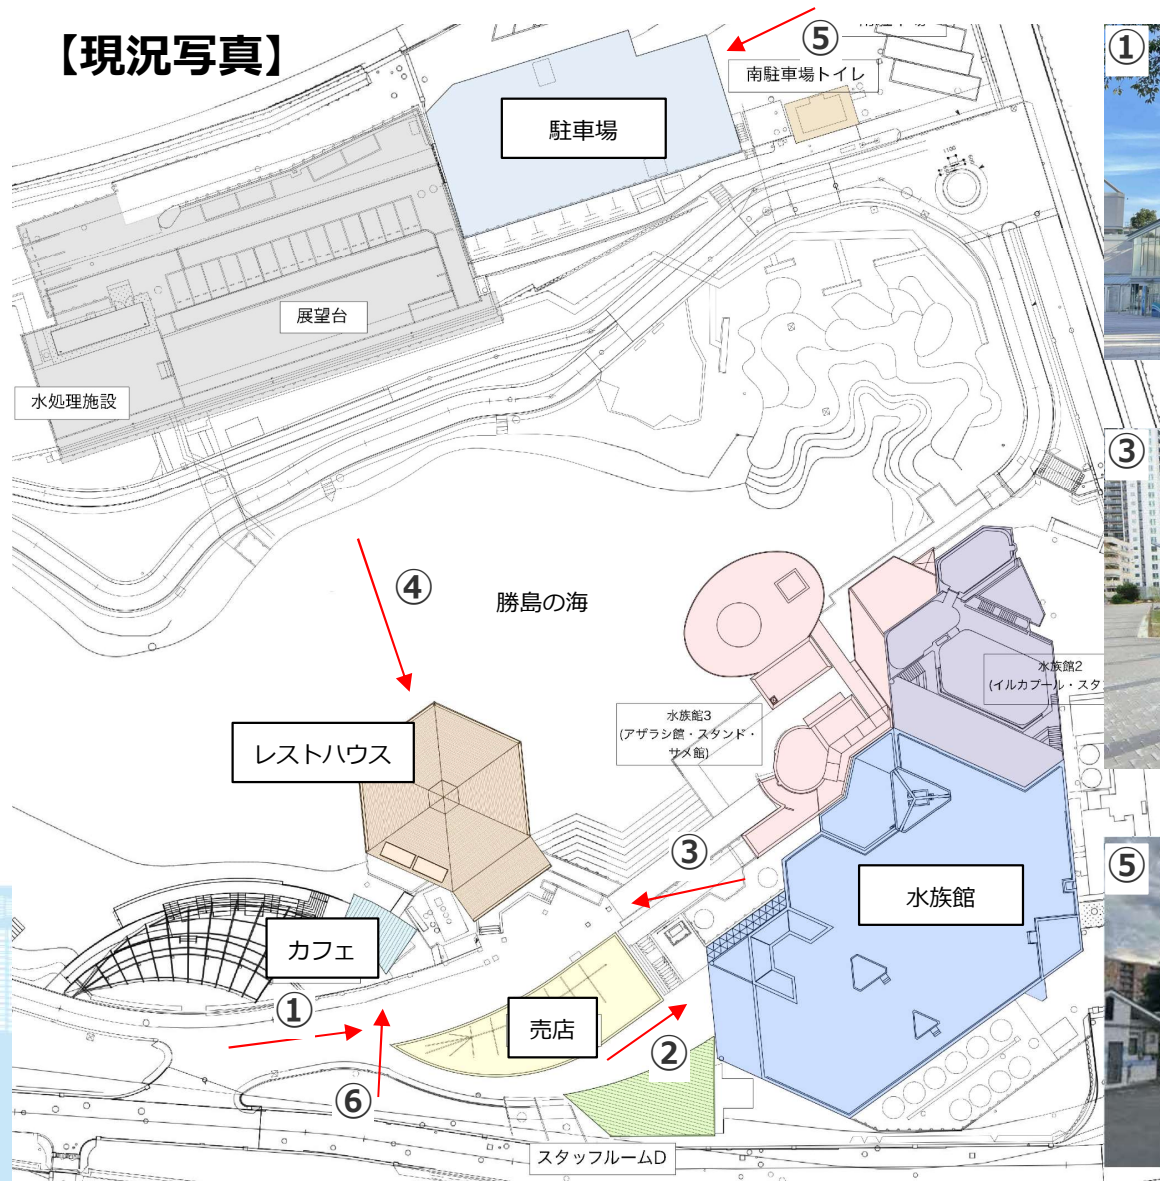 【現況写真】
⑤
①
南駐車場トイレ
駐車場
1100
展望台
水処理施設
③
④
勝島の海
水族館2
(イルカプール・スタ
水族館3
(アザラシ館・スタンド・
サメ館)
レストハウス
③
⑤
水族館
カフェ
①
売店
②
⑥
スタッフルームD